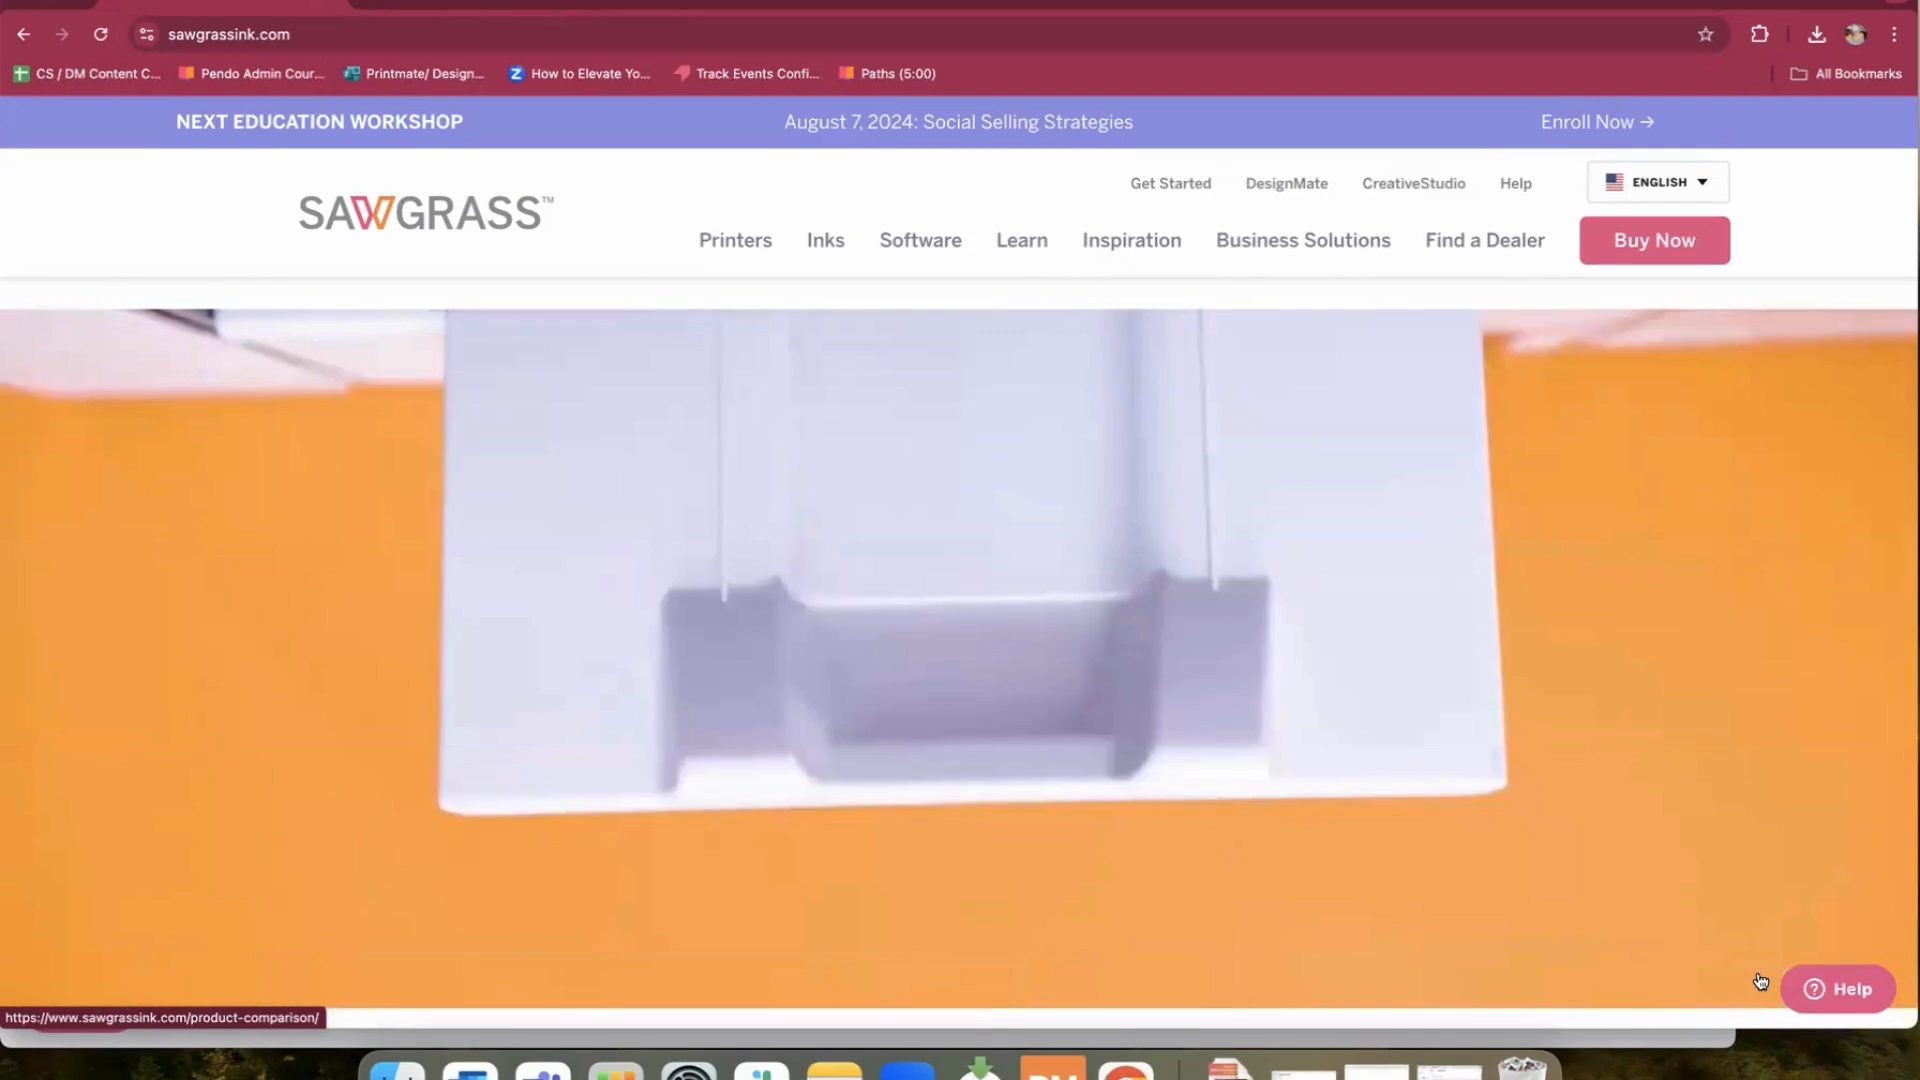 sawgrassink.com
CS / DM Content C...
Pendo Admin Cour...
Printmate/ Design...
How to Elevate Yo...
Track Events Confi...
Paths (5:00)
All Bookmarks
NEXT EDUCATION WORKSHOP
August 7, 2024: Social Selling Strategies
Enroll Now →
SAWGRASS™
Get Started
DesignMate
CreativeStudio
Help
ENGLISH
Printers
Inks
Software
Learn
Inspiration
Business Solutions
Find a Dealer
Buy Now
Help
https://www.sawgrassink.com/product-comparison/